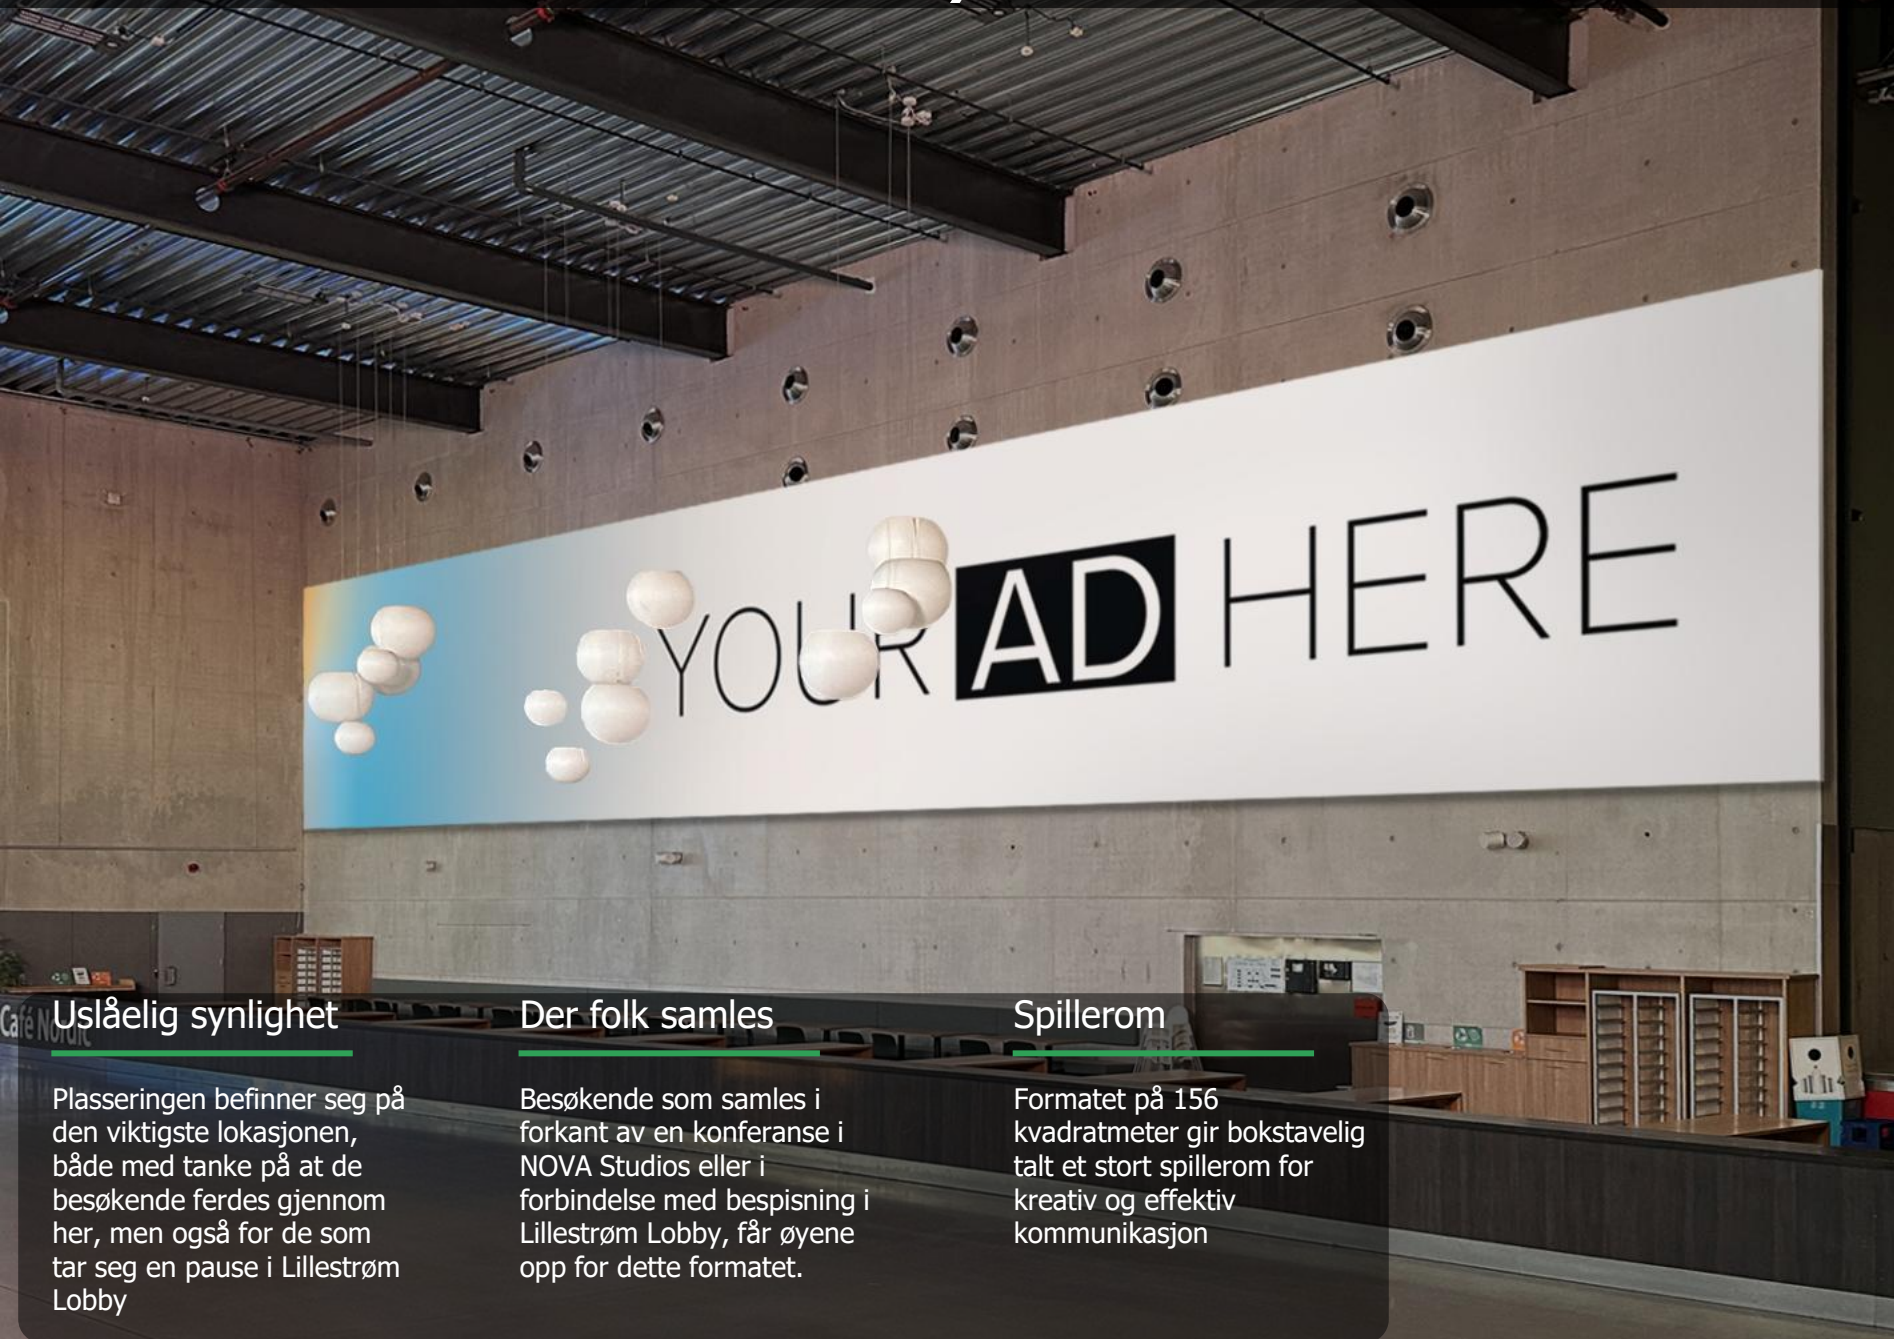 YOUR AD HERE
Café Nordic
Uslåelig synlighet
Plasseringen befinner seg på
den viktigste lokasjonen,
både med tanke på at de
besøkende ferdes gjennom
her, men også for de som
tar seg en pause i Lillestrøm
Lobby
Der folk samles
Besøkende som samles i
forkant av en konferanse i
NOVA Studios eller i
forbindelse med bespisning i
Lillestrøm Lobby, får øyene
opp for dette formatet.
Spillerom
Formatet på 156
kvadratmeter gir bokstavelig
talt et stort spillerom for
kreativ og effektiv
kommunikasjon